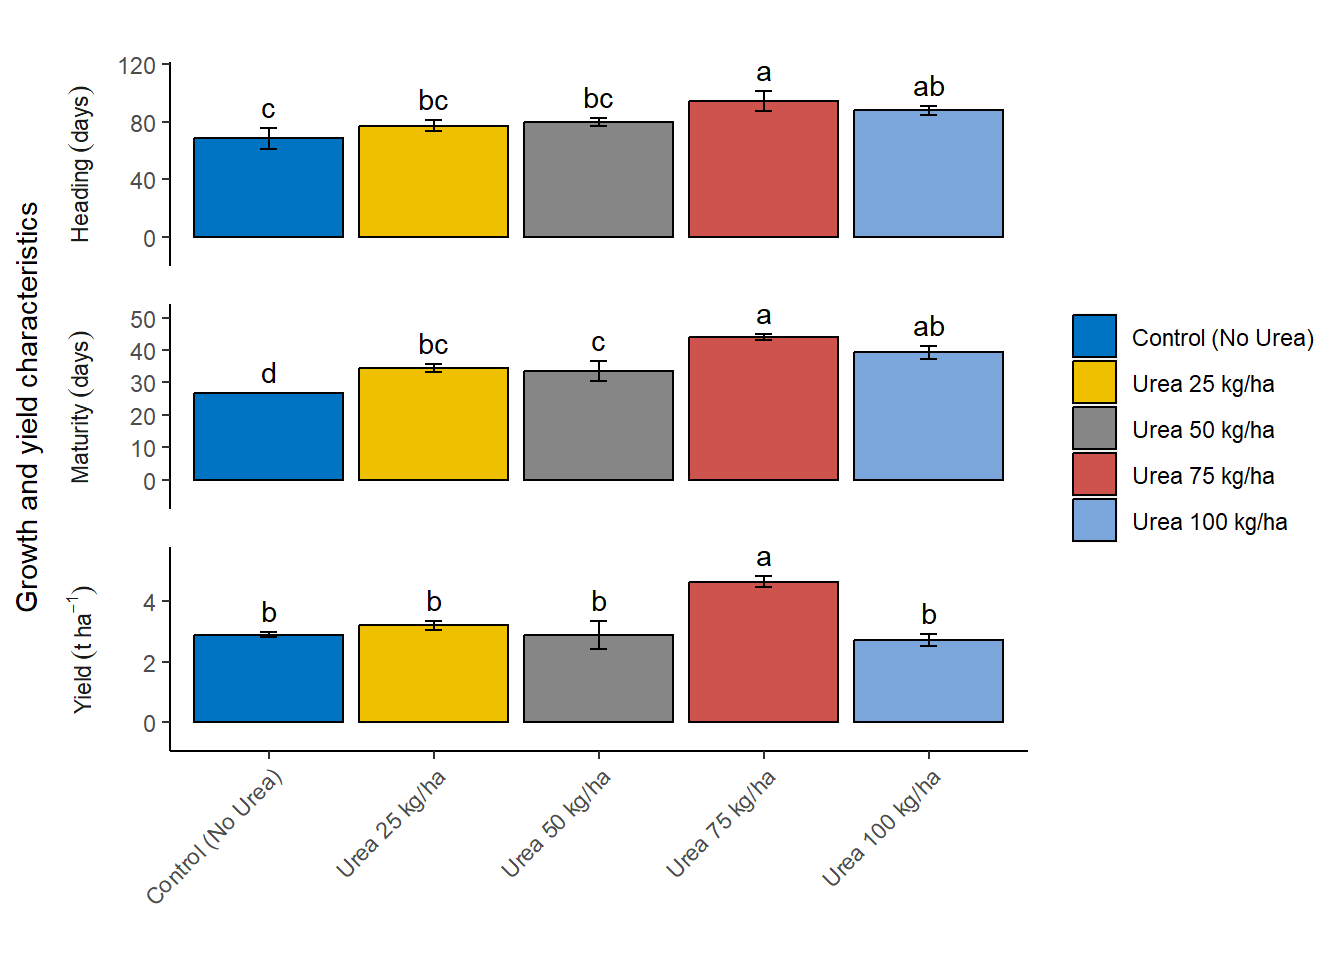 Growth and yield characteristics
Heading (days)
120
80
40
0
c
bc
bc
a
ab
Maturity (days)
50
40
30
20
10
0
d
bc
c
a
ab
Yield (t ha⁻¹)
4
2
0
b
b
b
a
b
Control (No Urea)
Urea 25 kg/ha
Urea 50 kg/ha
Urea 75 kg/ha
Urea 100 kg/ha
Control (No Urea)
Urea 25 kg/ha
Urea 50 kg/ha
Urea 75 kg/ha
Urea 100 kg/ha